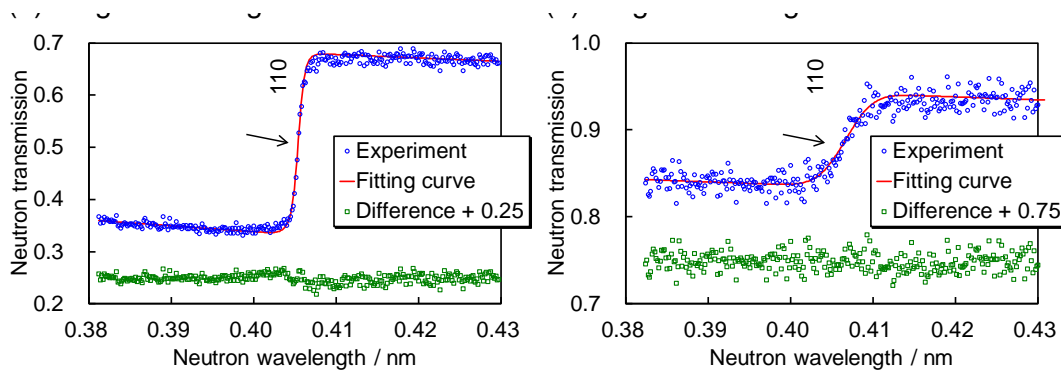 0.7
0.6
0.5
0.4
0.3
0.2
0.38
0.39
0.40
0.41
0.42
0.43
Neutron transmission
Neutron wavelength / nm
110
Experiment
Fitting curve
Difference + 0.25
1.0
0.9
0.8
0.7
0.38
0.39
0.40
0.41
0.42
0.43
Neutron transmission
Neutron wavelength / nm
110
Experiment
Fitting curve
Difference + 0.75